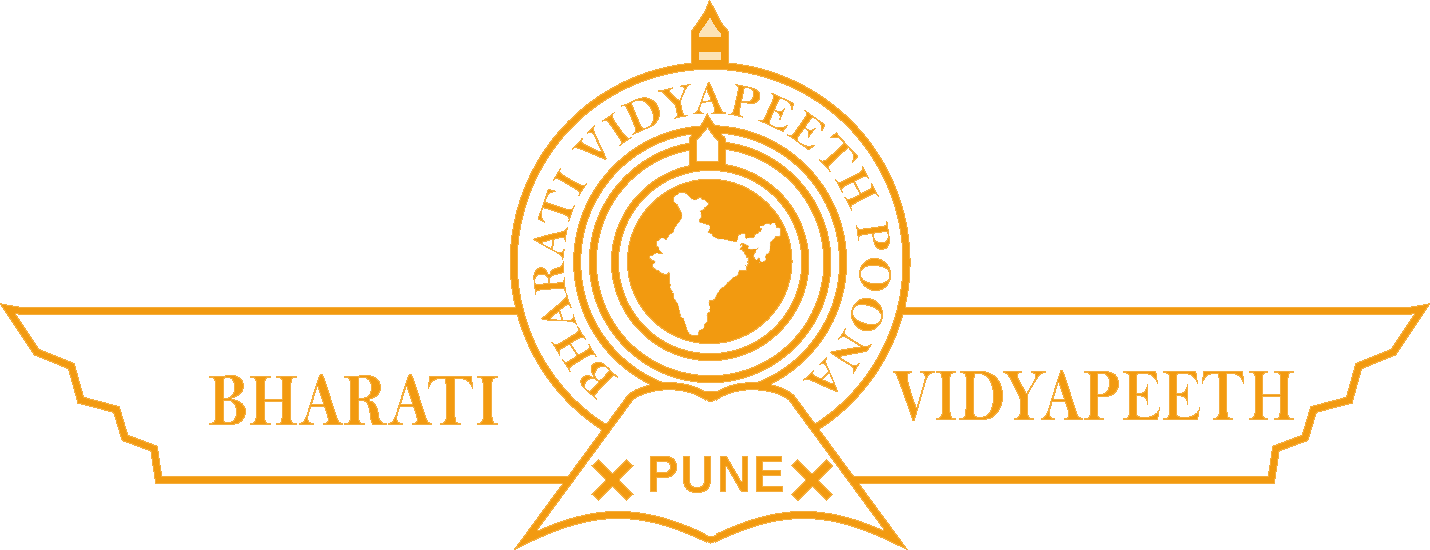 BHARATI VIDYAPEETH POONA
BHARATI
VIDYAPEETH
PUNE